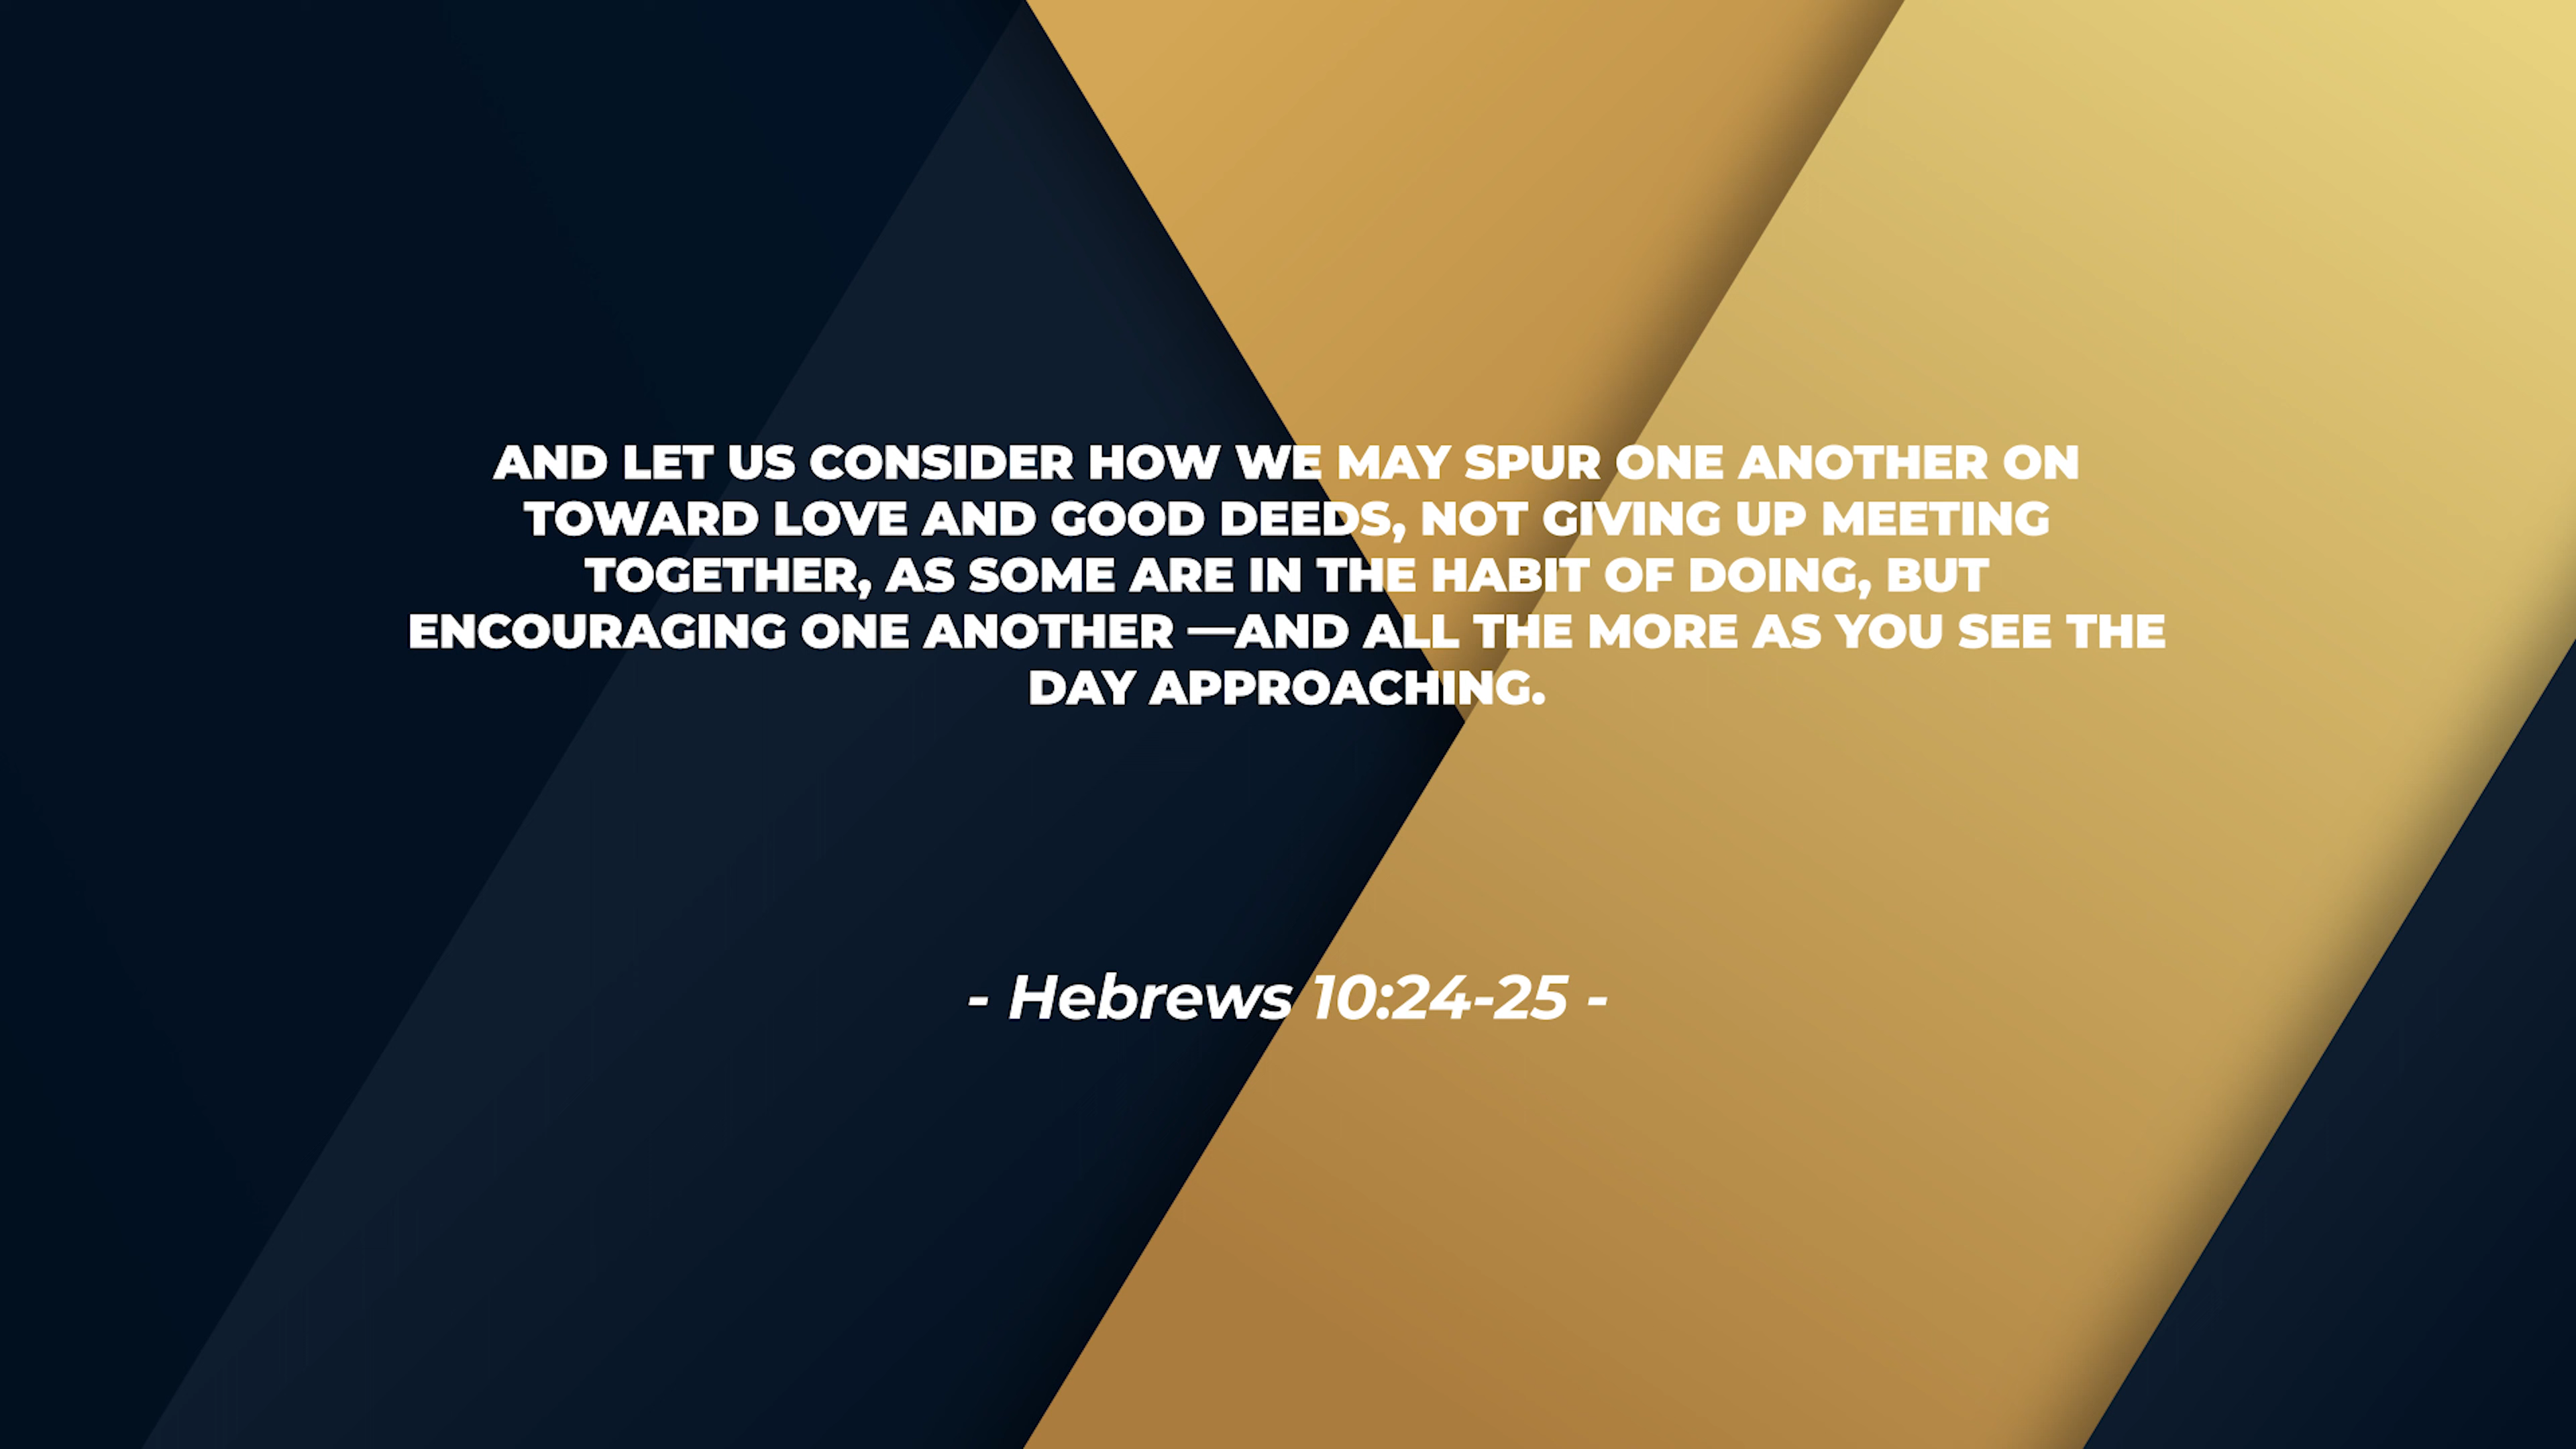 AND LET US CONSIDER HOW WE MAY SPUR ONE ANOTHER ON
TOWARD LOVE AND GOOD DEEDS, NOT GIVING UP MEETING
TOGETHER, AS SOME ARE IN THE HABIT OF DOING, BUT
ENCOURAGING ONE ANOTHER —AND ALL THE MORE AS YOU SEE THE
DAY APPROACHING.
- Hebrews 10:24-25 -